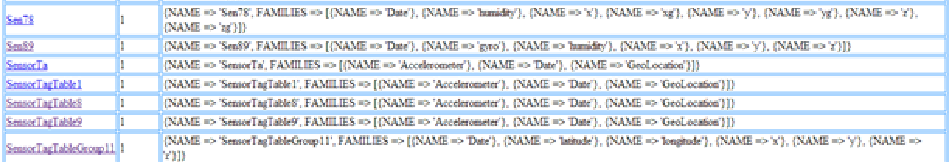 Sen78 1 {NAME => 'Sen78', FAMILIES => [{NAME => 'Date'}, {NAME => 'humidity'}, {NAME => 'x'}, {NAME => 'xg'}, {NAME => 'y'}, {NAME => 'yg'}, {NAME => 'z'},
{NAME => 'zg'}]}
Sen89 1 {NAME => 'Sen89', FAMILIES => [{NAME => 'Date'}, {NAME => 'gyro'}, {NAME => 'humidity'}, {NAME => 'x'}, {NAME => 'y'}, {NAME => 'z'}]}
SensorTa 1 {NAME => 'SensorTa', FAMILIES => [{NAME => 'Accelerometer'}, {NAME => 'Date'}, {NAME => 'GeoLocation'}]}
SensorTagTable1 1 {NAME => 'SensorTagTable1', FAMILIES => [{NAME => 'Accelerometer'}, {NAME => 'Date'}, {NAME => 'GeoLocation'}]}
SensorTagTable8 1 {NAME => 'SensorTagTable8', FAMILIES => [{NAME => 'Accelerometer'}, {NAME => 'Date'}, {NAME => 'GeoLocation'}]}
SensorTagTable9 1 {NAME => 'SensorTagTable9', FAMILIES => [{NAME => 'Accelerometer'}, {NAME => 'Date'}, {NAME => 'GeoLocation'}]}
SensorTagTableGroup11 1 {NAME => 'SensorTagTableGroup11', FAMILIES => [{NAME => 'Date'}, {NAME => 'latitude'}, {NAME => 'longitude'}, {NAME => 'x'}, {NAME => 'y'}, {NAME =>
'z'}]}